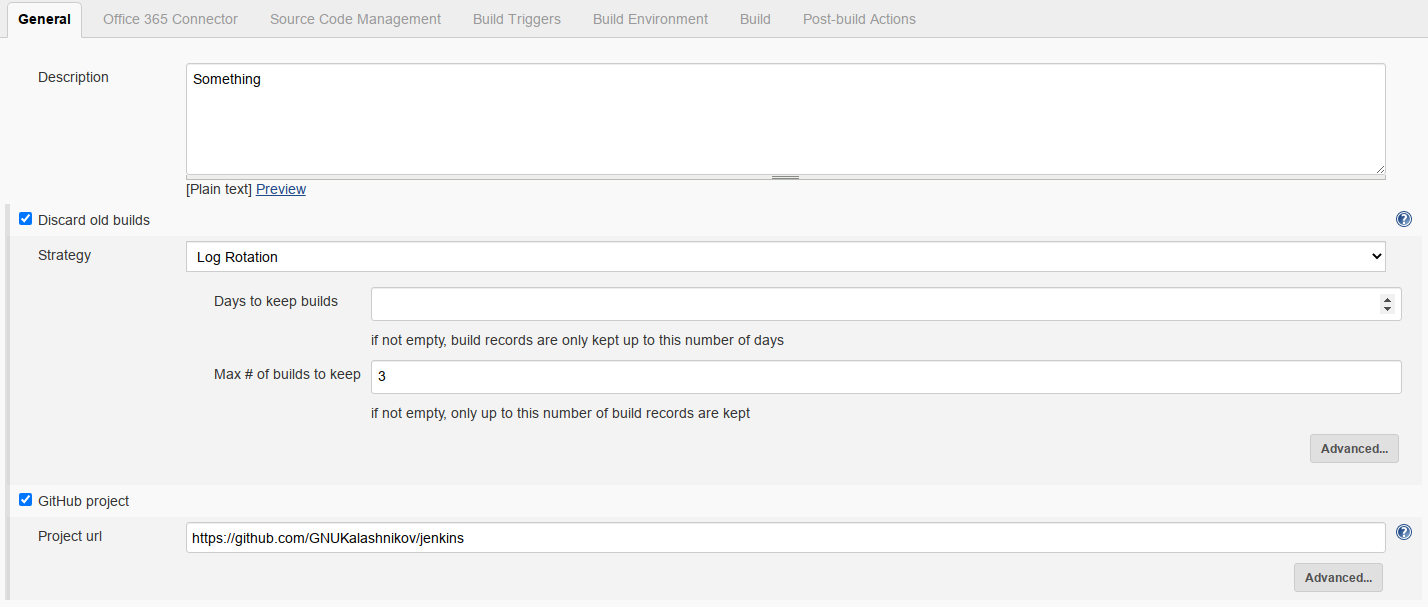 General Office 365 Connector Source Code Management Build Triggers Build Environment Build Post-build Actions
Description
Something
[Plain text] Preview
Discard old builds
Strategy
Log Rotation
Days to keep builds
if not empty, build records are only kept up to this number of days
Max # of builds to keep
3
if not empty, only up to this number of build records are kept
Advanced...
GitHub project
Project url
https://github.com/GNUKalashnikov/jenkins
Advanced...